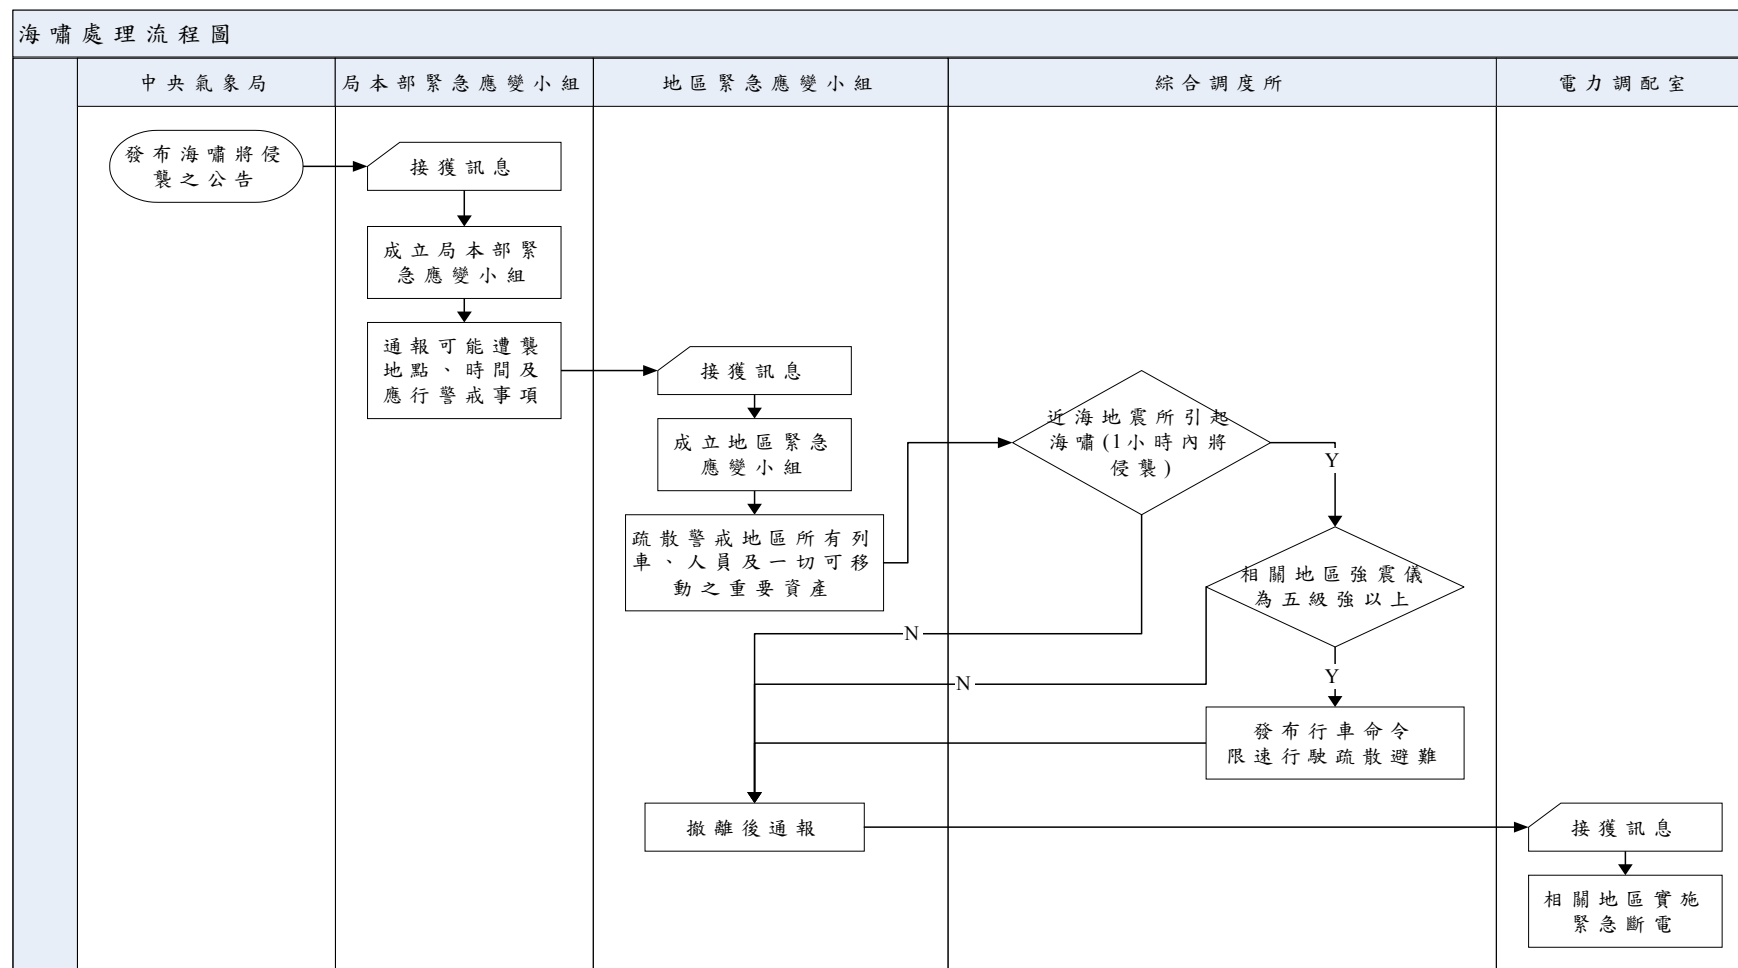 海嘯處理流程圖
中央氣象局
局本部緊急應變小組
地區緊急應變小組
綜合調度所
電力調配室
發布海嘯將侵
襲之公告
接獲訊息
成立局本部緊
急應變小組
通報可能遭襲
地點、時間及
應行警戒事項
接獲訊息
成立地區緊急
應變小組
疏散警戒地區所有列
車、人員及一切可移
動之重要資產
近海地震所引起
海嘯(1小時內將
侵襲)
Y
相關地區強震儀
為五級強以上
N
N
Y
發布行車命令
限速行駛疏散避難
撤離後通報
接獲訊息
相關地區實施
緊急斷電